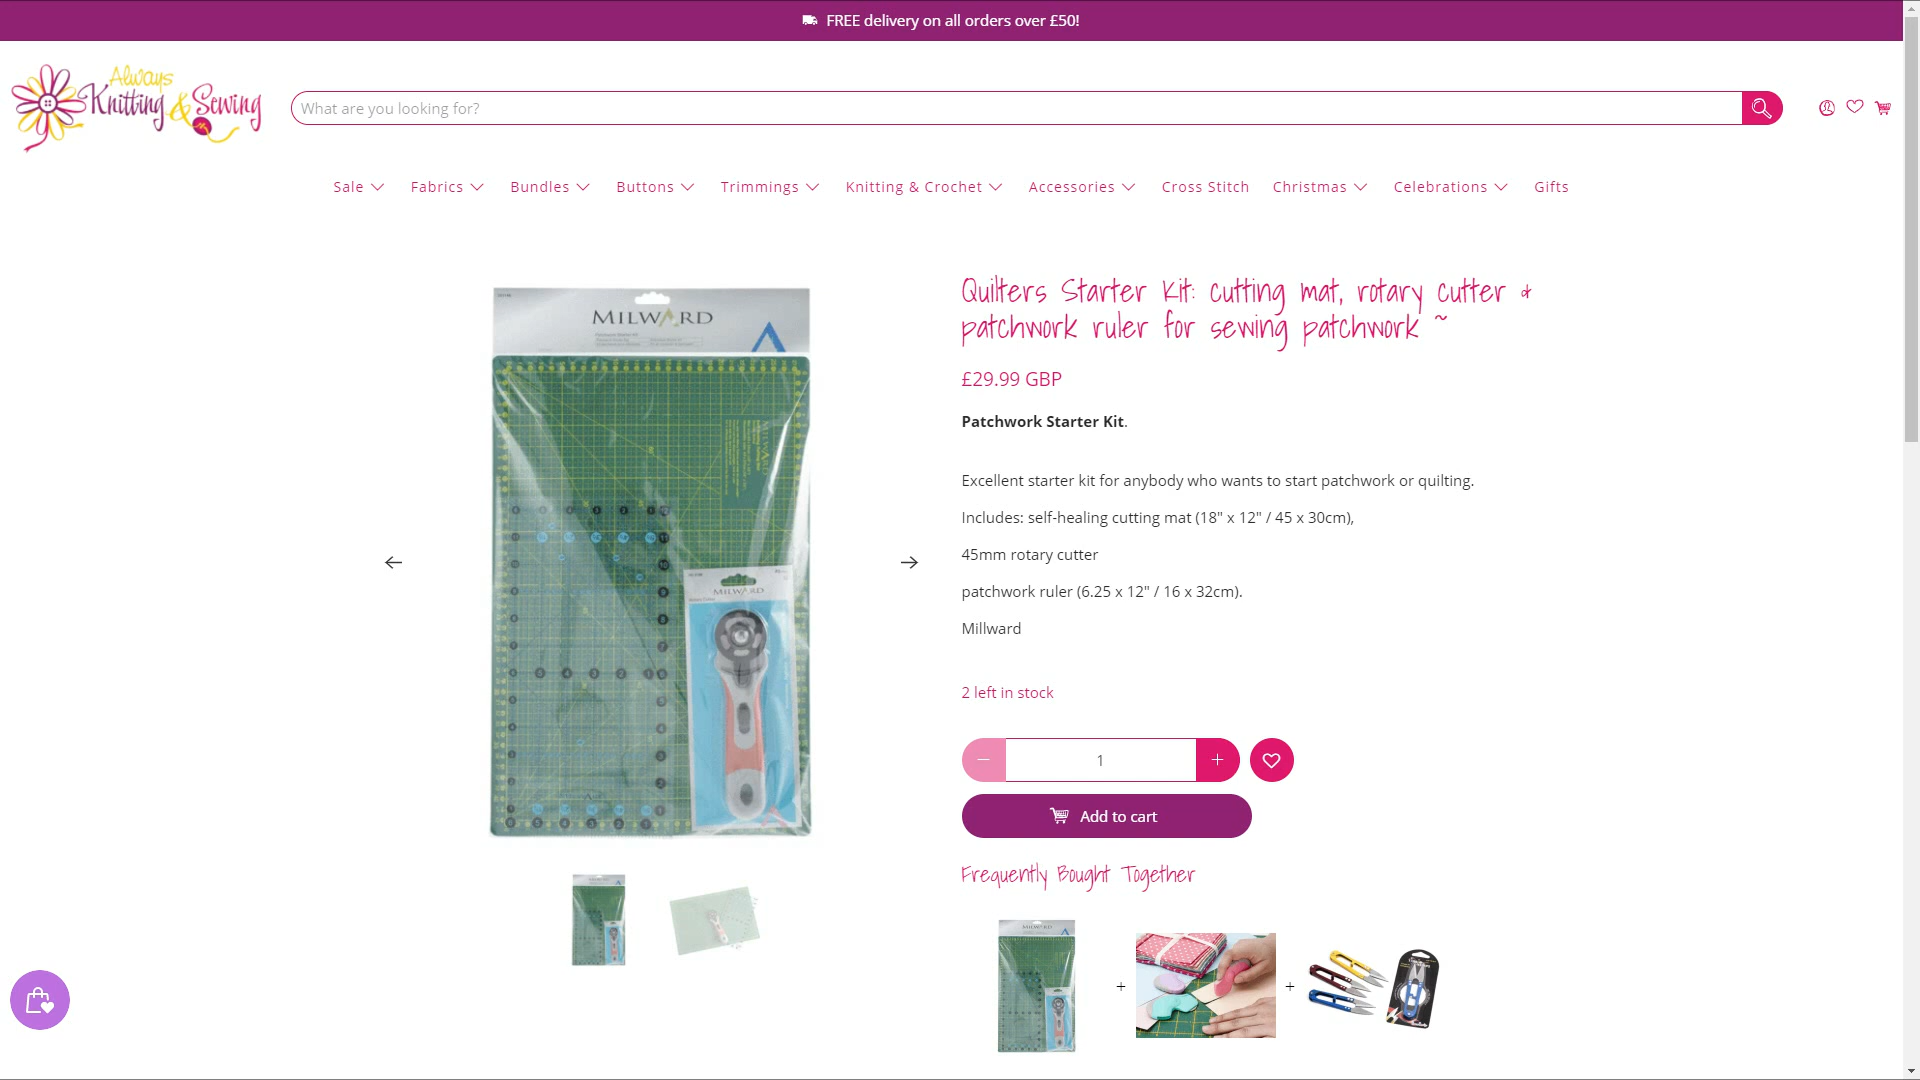 FREE delivery on all orders over £50!
Always
Knitting & Sewing
What are you looking for?
Sale
Fabrics
Bundles
Buttons
Trimmings
Knitting & Crochet
Accessories
Cross Stitch
Christmas
Celebrations
Gifts
MILWARD
MILWARD
Quilters Starter Kit: cutting mat, rotary cutter &
patchwork ruler for sewing patchwork ~
£29.99 GBP
Patchwork Starter Kit.
Excellent starter kit for anybody who wants to start patchwork or quilting.
Includes: self-healing cutting mat (18" x 12" / 45 x 30cm),
45mm rotary cutter
patchwork ruler (6.25 x 12" / 16 x 32cm).
Millward
2 left in stock
1
Add to cart
Frequently Bought Together
MILWARD
+
+